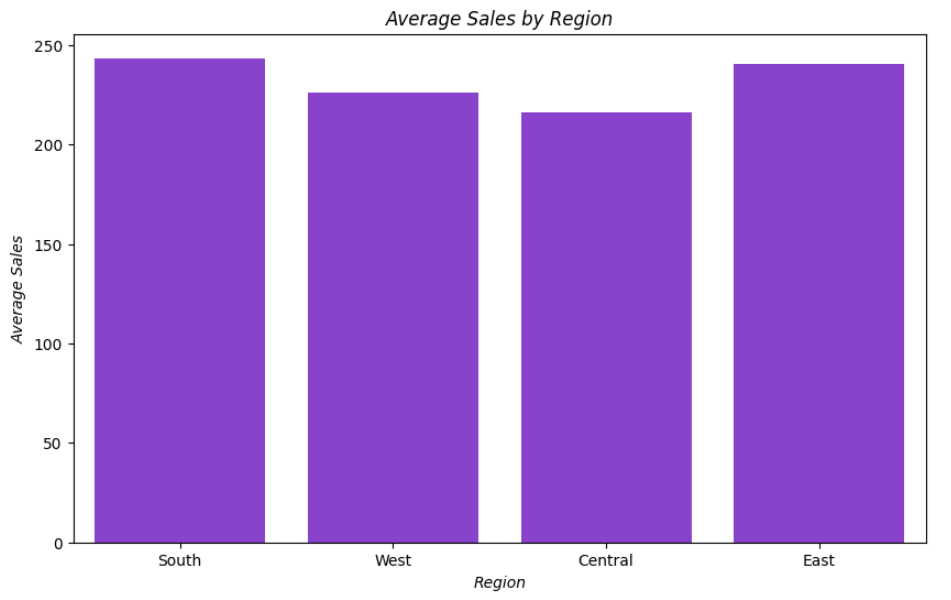 Average Sales by Region
Average Sales
250
200
150
100
50
0
South West Central East
Region